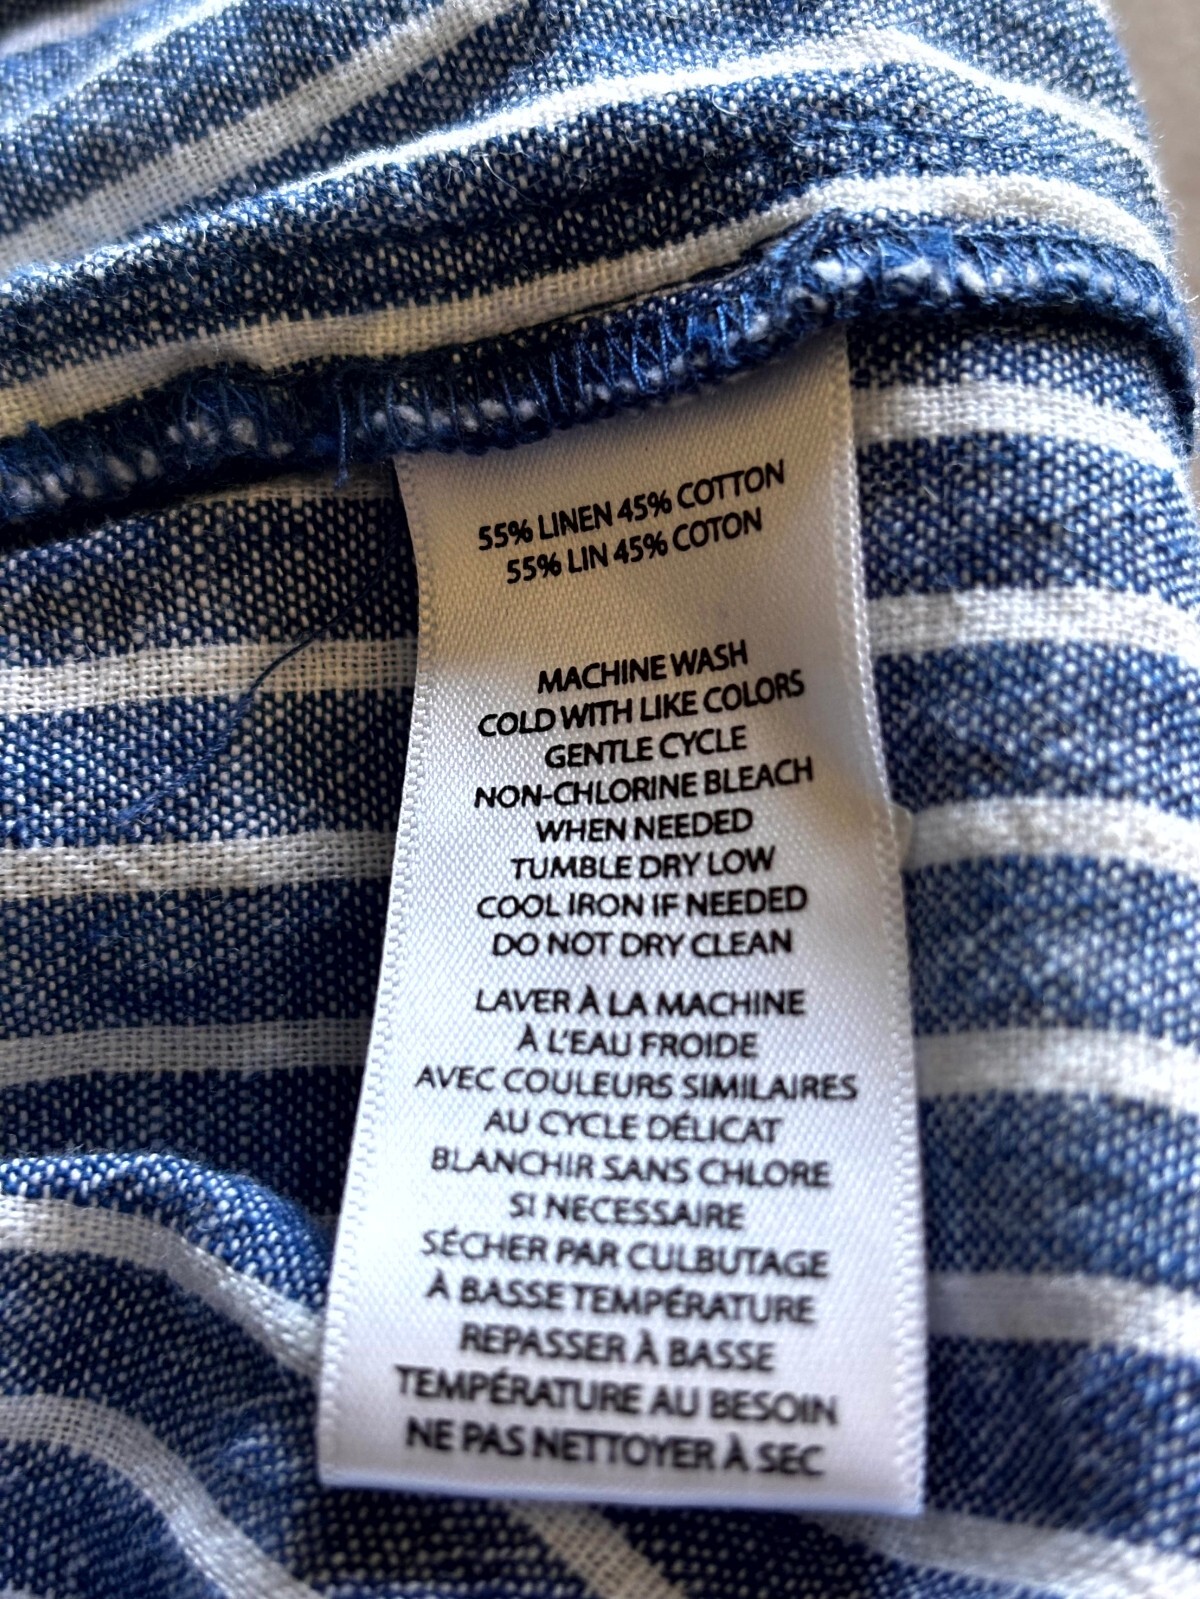 55% LINEN 45% COTTON
55% LIN 45% COTON
MACHINE WASH
COLD WITH LIKE COLORS
GENTLE CYCLE
NON-CHLORINE BLEACH
WHEN NEEDED
TUMBLE DRY LOW
COOL IRON IF NEEDED
DO NOT DRY CLEAN
LAVER À LA MACHINE
À L'EAU FROIDE
AVEC COULEURS SIMILAIRES
AU CYCLE DÉLICAT
BLANCHIR SANS CHLORE
SI NECESSAIRE
SÉCHER PAR CULBUTAGE
À BASSE TEMPÉRATURE
REPASSER À BASSE
TEMPÉRATURE AU BESOIN
NE PAS NETTOYER À SEC